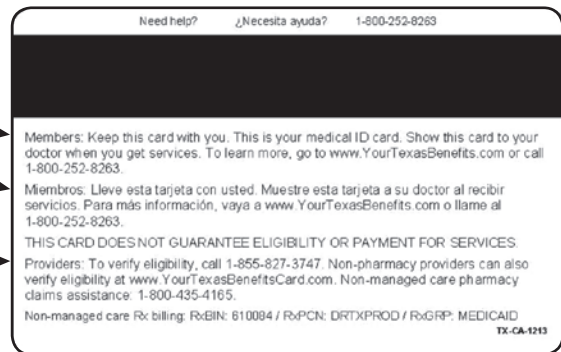 Need help? ¿Necesita ayuda? 1-800-252-8263
Members: Keep this card with you. This is your medical ID card. Show this card to your
doctor when you get services. To learn more, go to www.YourTexasBenefits.com or call
1-800-252-8263.
Miembros: Lleve esta tarjeta con usted. Muestre esta tarjeta a su doctor al recibir
servicios. Para más información, vaya a www.YourTexasBenefits.com o llame al
1-800-252-8263.
THIS CARD DOES NOT GUARANTEE ELIGIBILITY OR PAYMENT FOR SERVICES.
Providers: To verify eligibility, call 1-855-827-3747. Non-pharmacy providers can also
verify eligibility at www.YourTexasBenefitsCard.com. Non-managed care pharmacy
claims assistance: 1-800-435-4165.
Non-managed care Rx billing: RxBIN: 610084 / RxPCN: DRTXPROD / RxGRP: MEDICAID
TX-CA-1213